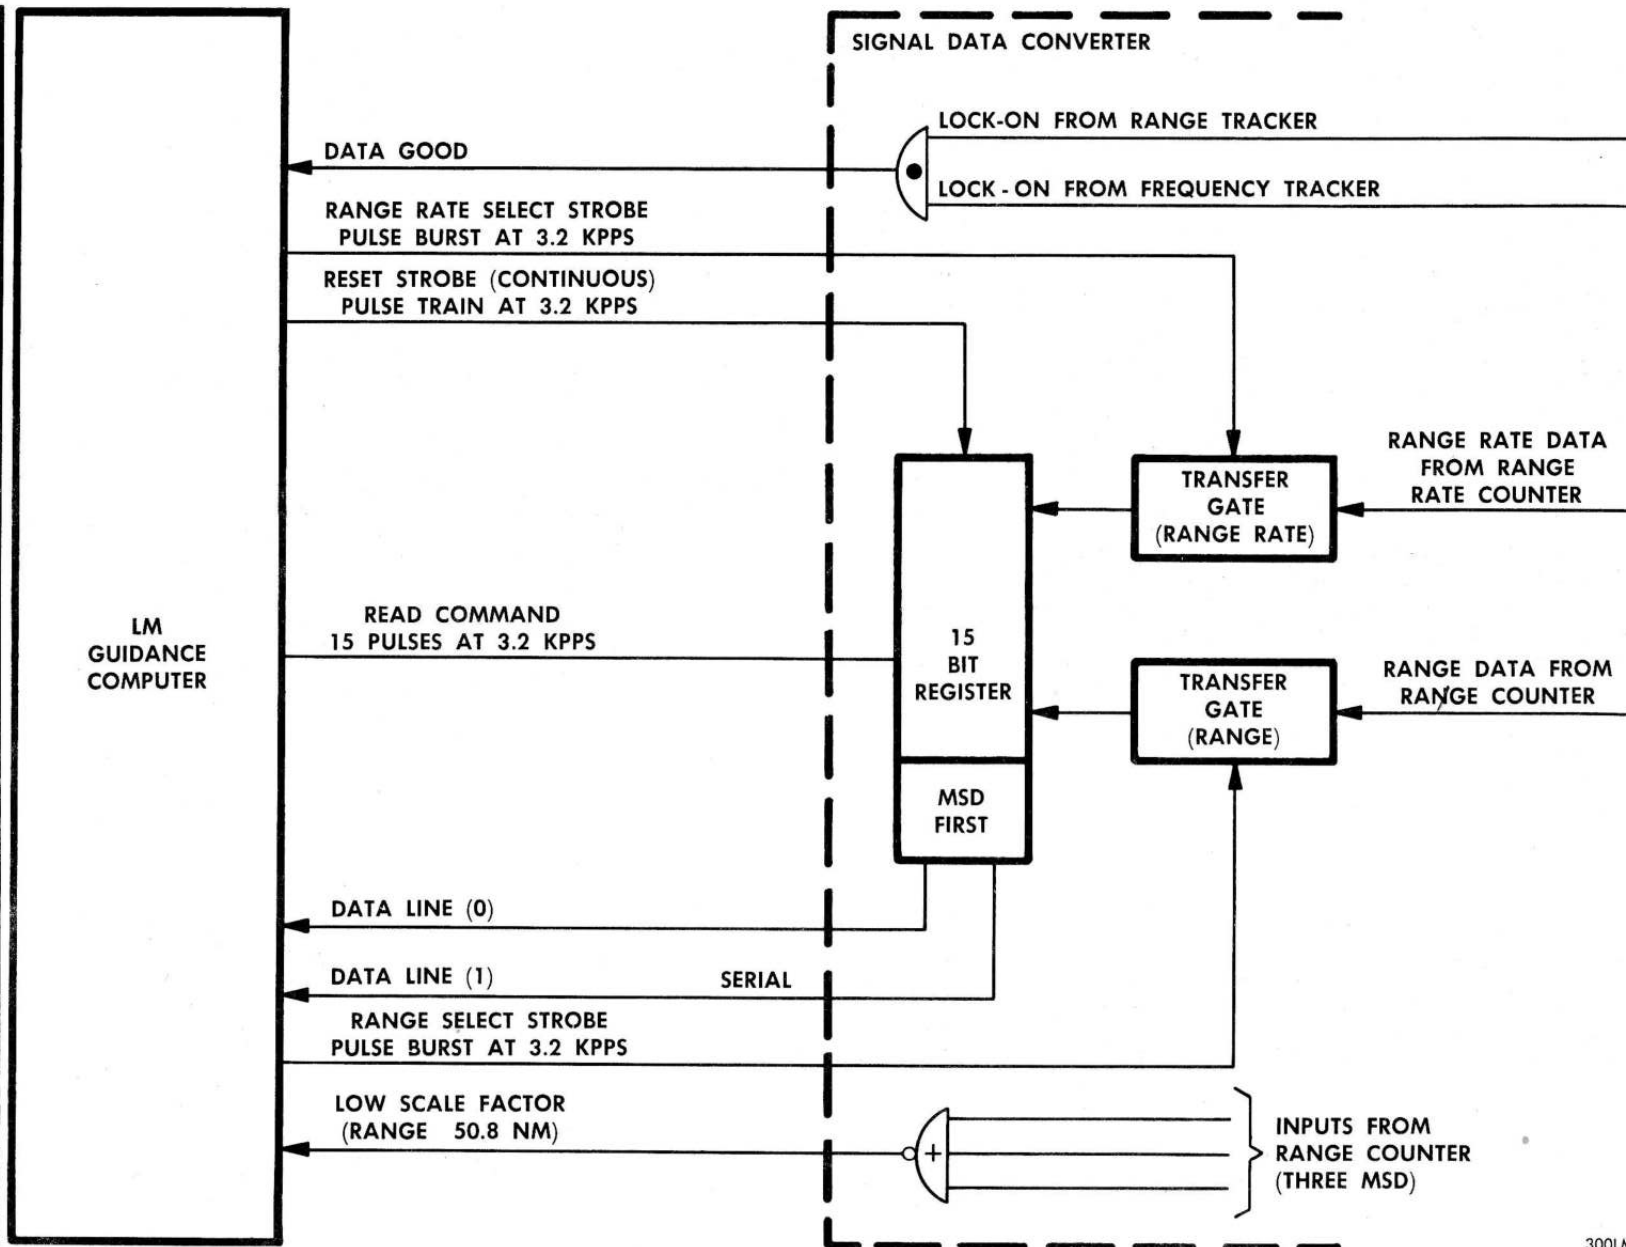 SIGNAL DATA CONVERTER
LOCK-ON FROM RANGE TRACKER
DATA GOOD
LOCK-ON FROM FREQUENCY TRACKER
RANGE RATE SELECT STROBE
PULSE BURST AT 3.2 KPPS
RESET STROBE (CONTINUOUS)
PULSE TRAIN AT 3.2 KPPS
RANGE RATE DATA
FROM RANGE
RATE COUNTER
TRANSFER
GATE
(RANGE RATE)
LM
GUIDANCE
COMPUTER
READ COMMAND
15 PULSES AT 3.2 KPPS
15
BIT
REGISTER
TRANSFER
GATE
(RANGE)
RANGE DATA FROM
RANGE COUNTER
MSD
FIRST
DATA LINE (0)
DATA LINE (1)
SERIAL
RANGE SELECT STROBE
PULSE BURST AT 3.2 KPPS
LOW SCALE FACTOR
(RANGE 50.8 NM)
+
INPUTS FROM
RANGE COUNTER
(THREE MSD)